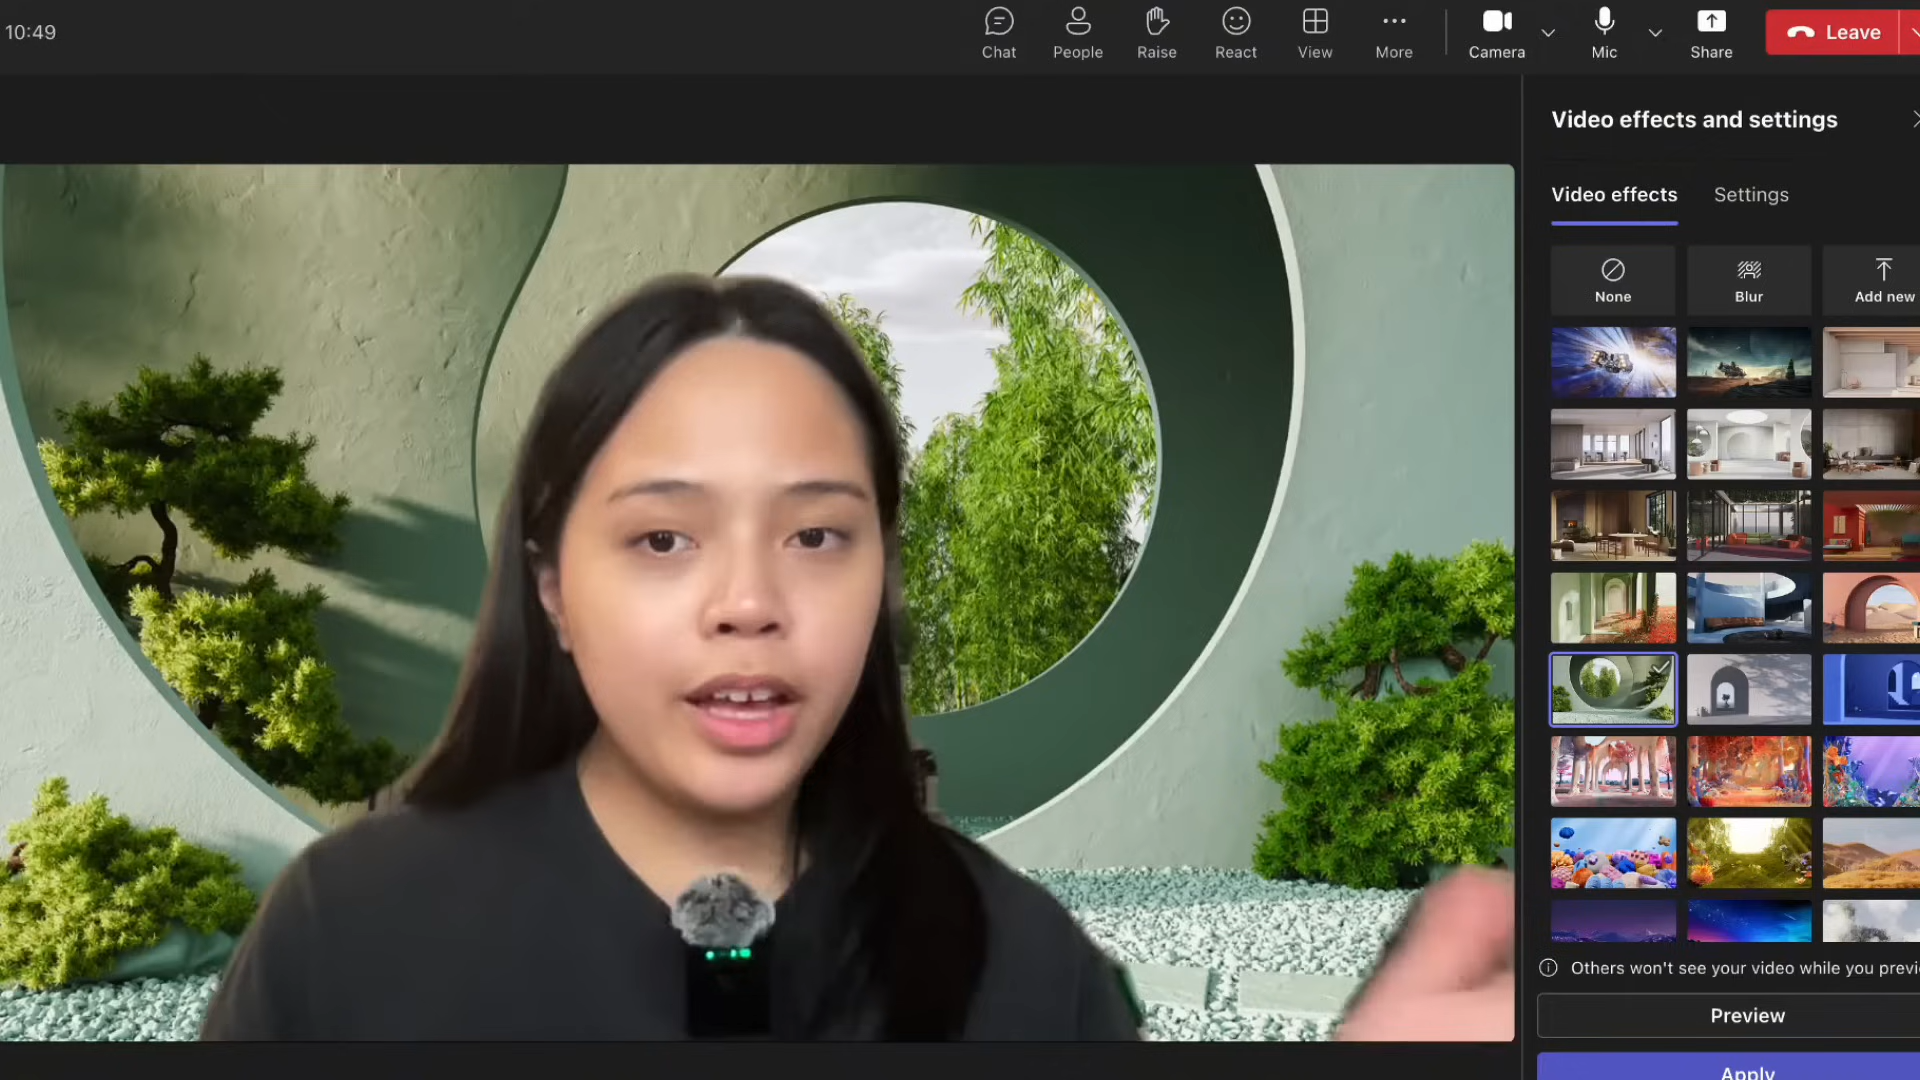 10:49
Chat
People
Raise
React
View
More
Camera
Mic
Share
Leave
Video effects and settings
Video effects
Settings
None
Blur
Add new
Others won't see your video while you previ
Preview
Apply